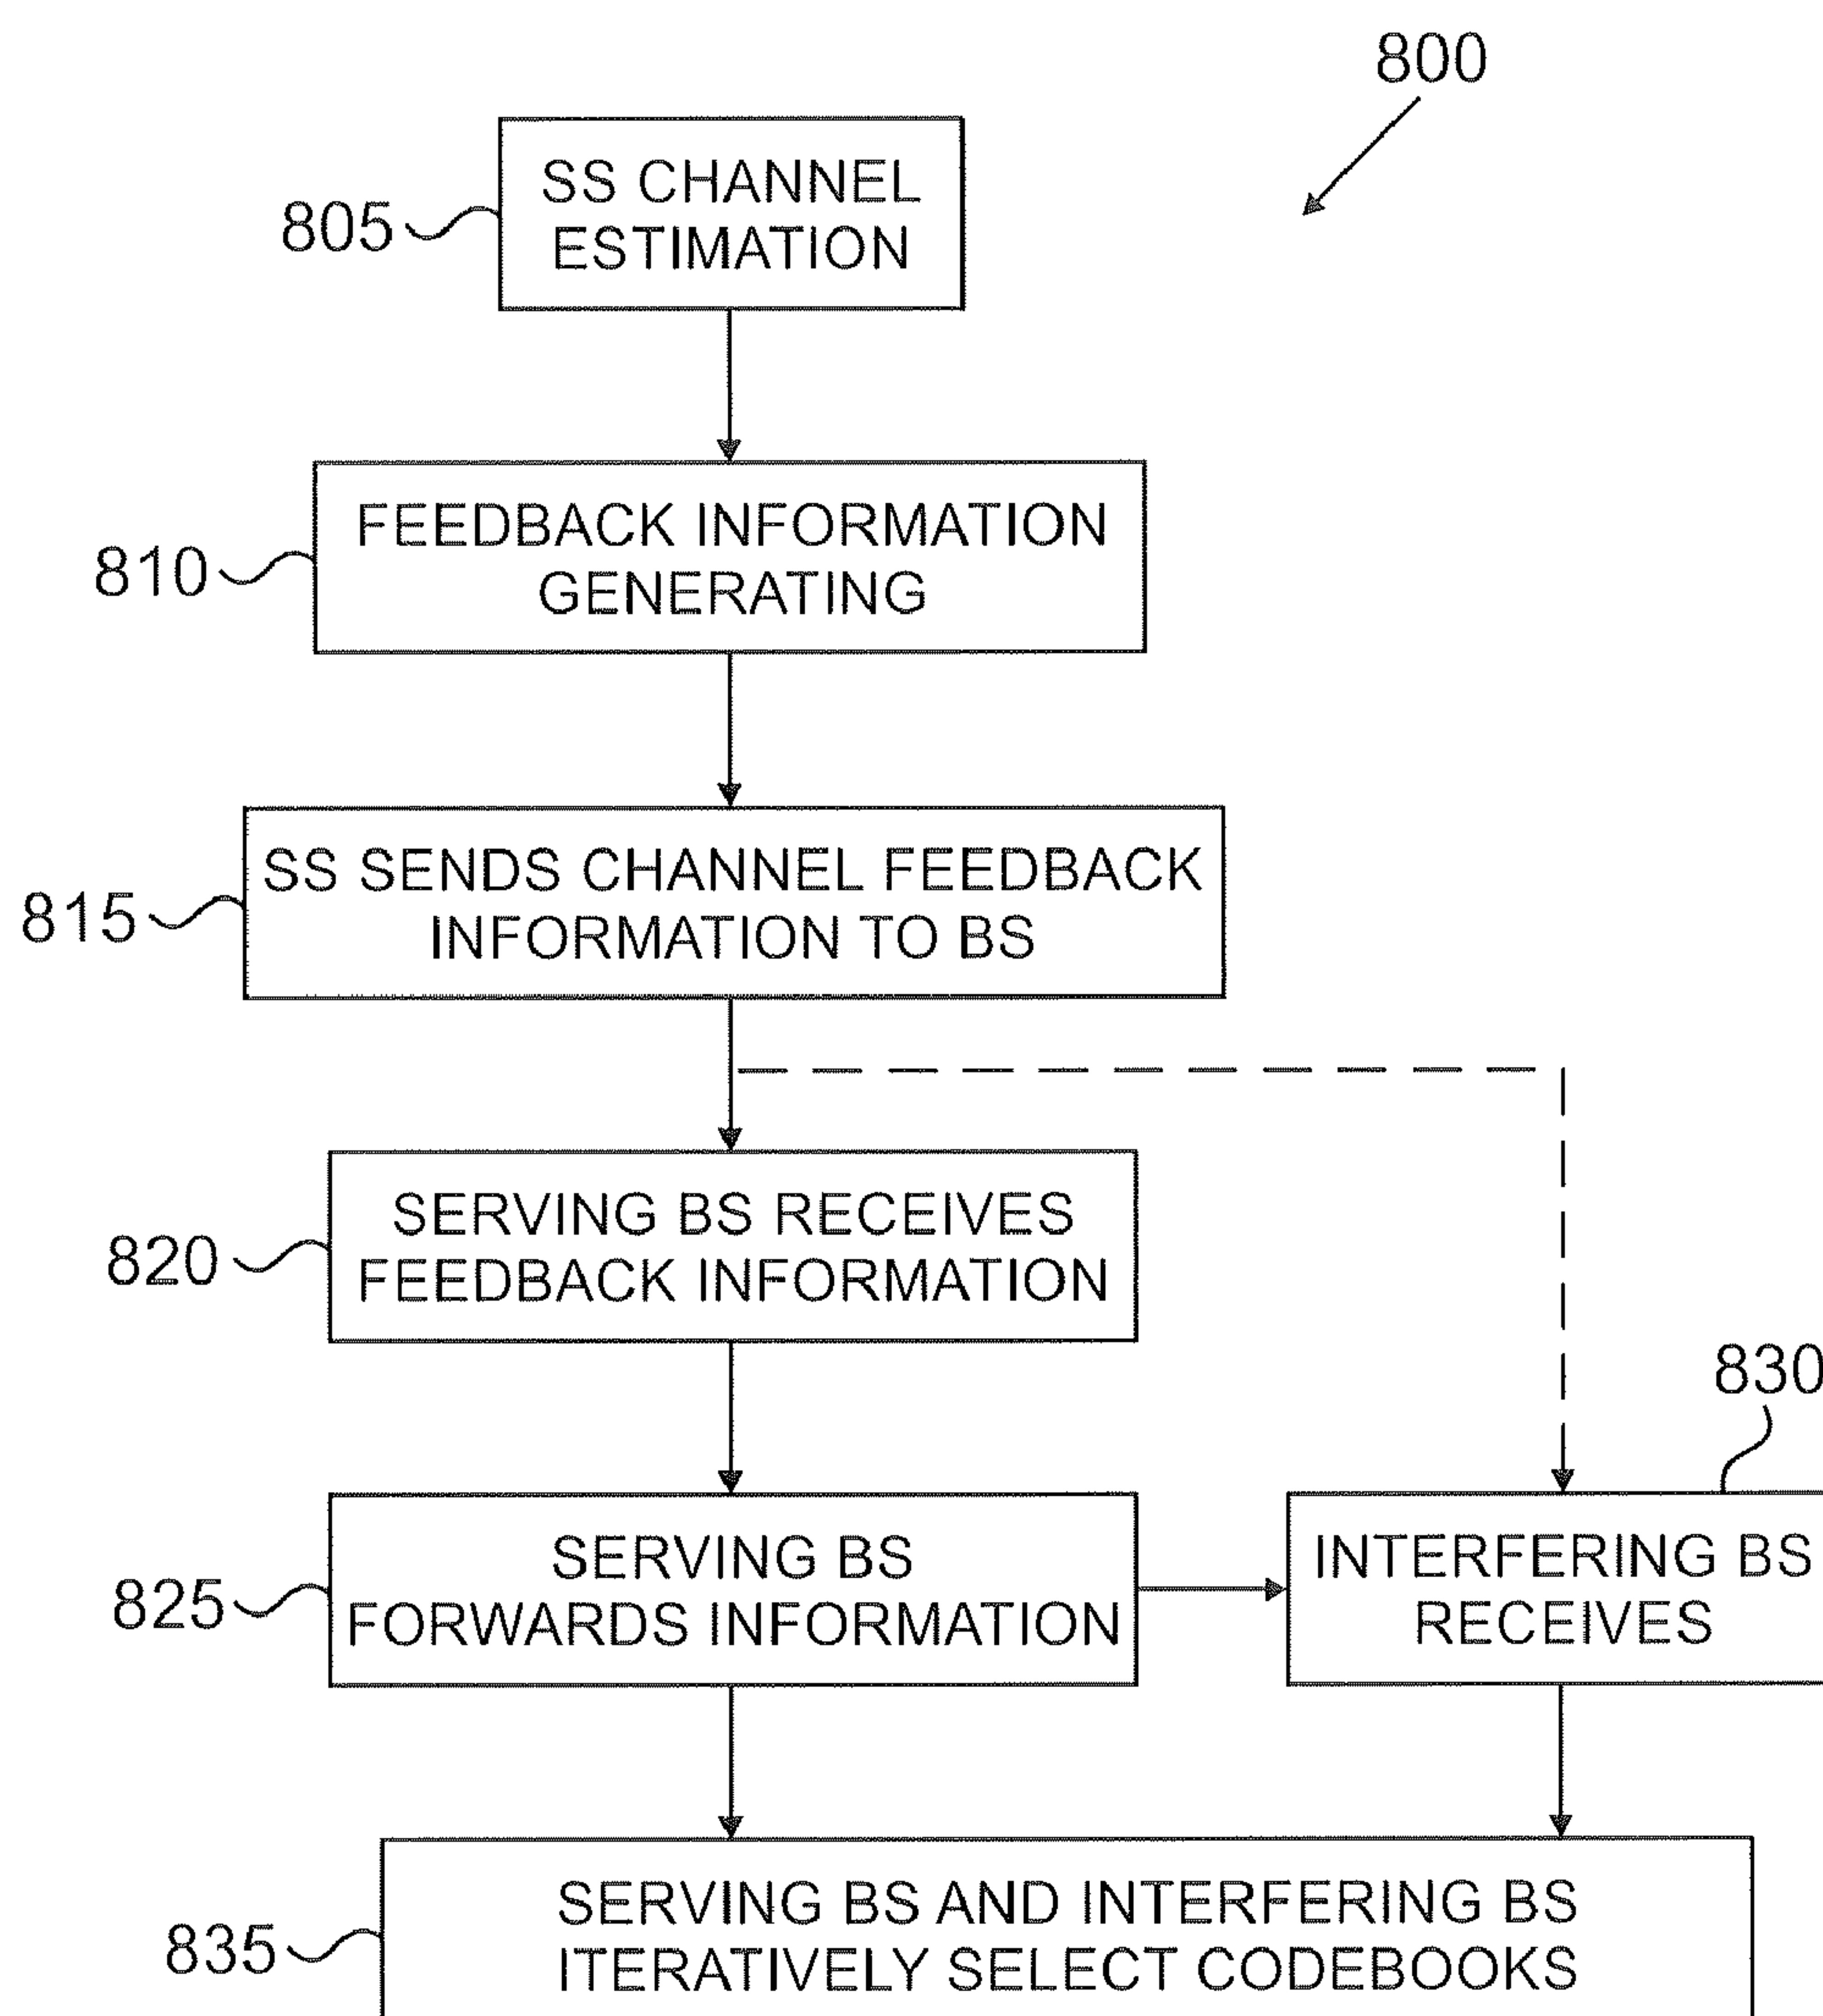 800
SS CHANNEL
ESTIMATION
805
FEEDBACK INFORMATION
GENERATING
810
SS SENDS CHANNEL FEEDBACK
INFORMATION TO BS
815
SERVING BS RECEIVES
FEEDBACK INFORMATION
820
830
SERVING BS
FORWARDS INFORMATION
825
INTERFERING BS
RECEIVES
SERVING BS AND INTERFERING BS
ITERATIVELY SELECT CODEBOOKS
835